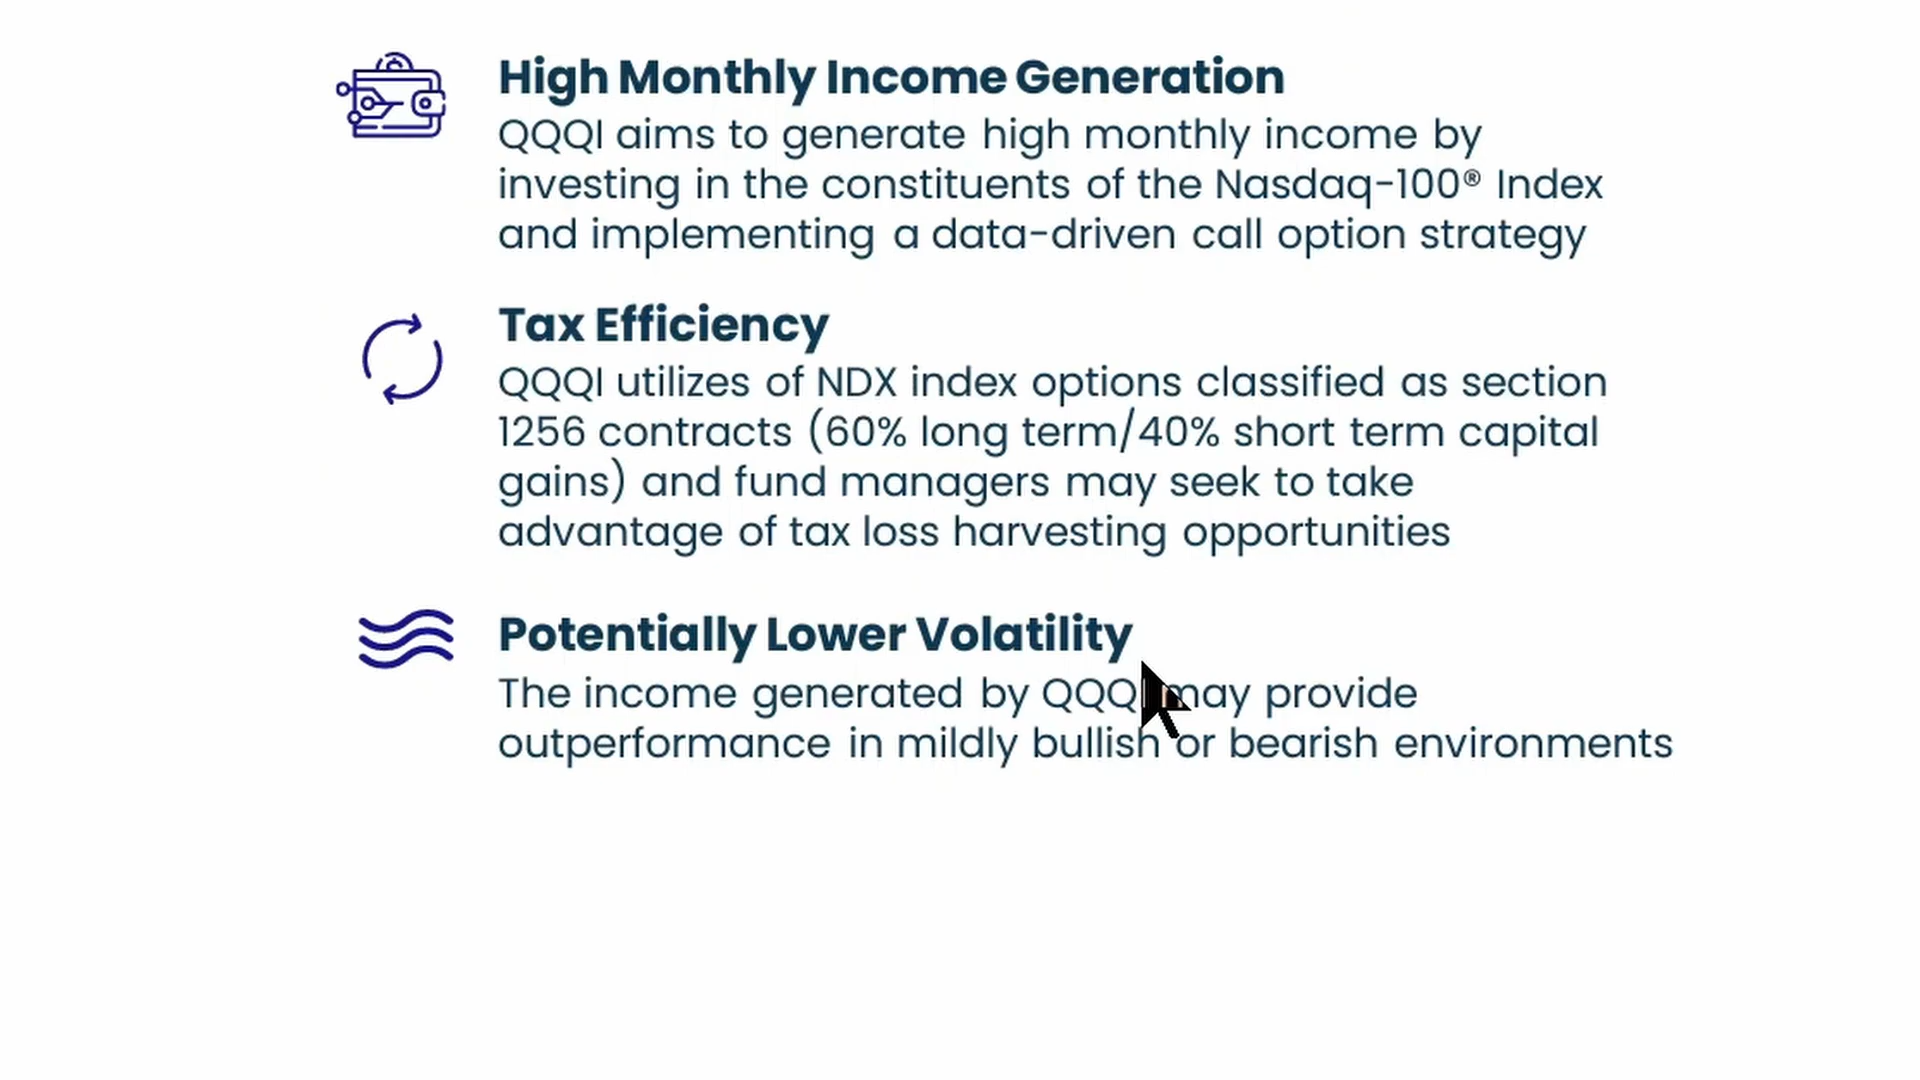 High Monthly Income Generation
QQQI aims to generate high monthly income by
investing in the constituents of the Nasdaq-100® Index
and implementing a data-driven call option strategy
Tax Efficiency
QQQI utilizes of NDX index options classified as section
1256 contracts (60% long term/40% short term capital
gains) and fund managers may seek to take
advantage of tax loss harvesting opportunities
Potentially Lower Volatility
The income generated by QQQI may provide
outperformance in mildly bullish or bearish environments